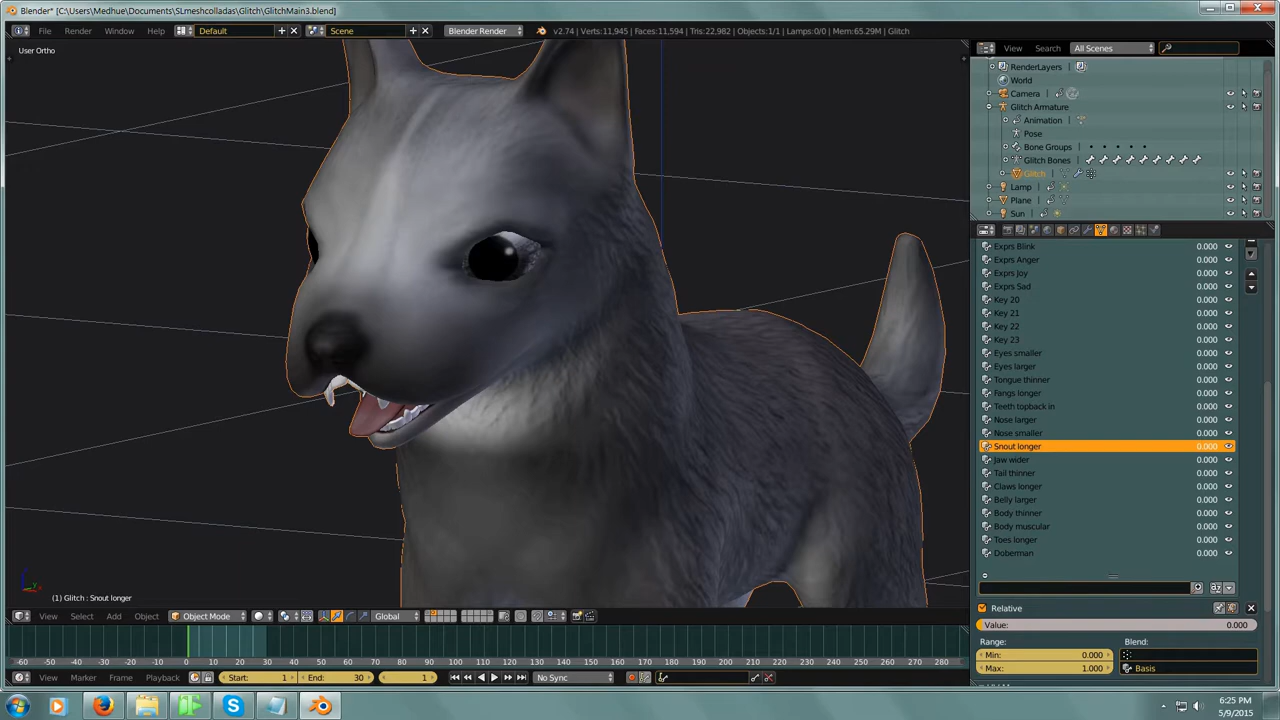 Blender* [C:\Users\Medhue\Documents\SLmeshcolladas\Glitch\GlitchMain3.blend]
File Render Window Help Default Scene Blender Render v2.74 | Verts:11,945 | Faces:11,594 | Tris:22,982 | Objects:1/1 | Lamps:0/0 | Mem:65.29M | Glitch
View Search All Scenes
User Ortho
RenderLayers
World
Camera
Glitch Armature
Animation
Pose
Bone Groups
Glitch Bones
Glitch
Lamp
Plane
Sun
Exprs Blink 0.000
Exprs Anger 0.000
Exprs Joy 0.000
Exprs Sad 0.000
Key 20 0.000
Key 21 0.000
Key 22 0.000
Key 23 0.000
Eyes smaller 0.000
Eyes larger 0.000
Tongue thinner 0.000
Fangs longer 0.000
Teeth topback in 0.000
Nose larger 0.000
Nose smaller 0.000
Snout longer 0.000
Jaw wider 0.000
Tail thinner 0.000
Claws longer 0.000
Belly larger 0.000
Body thinner 0.000
Body muscular 0.000
Toes longer 0.000
Doberman 0.000
Relative
Value: 0.000
Range: Blend:
Min: 0.000
Max: 1.000 Basis
(1) Glitch : Snout longer
View Select Add Object Object Mode Global
-60 -50 -40 -30 -20 -10 0 10 20 30 40 50 60 70 80 90 100 110 120 130 140 150 160 170 180 190 200 210 220 230 240 250 260 270 280
View Marker Frame Playback Start: 1 End: 30 1 No Sync
6:25 PM
5/9/2015